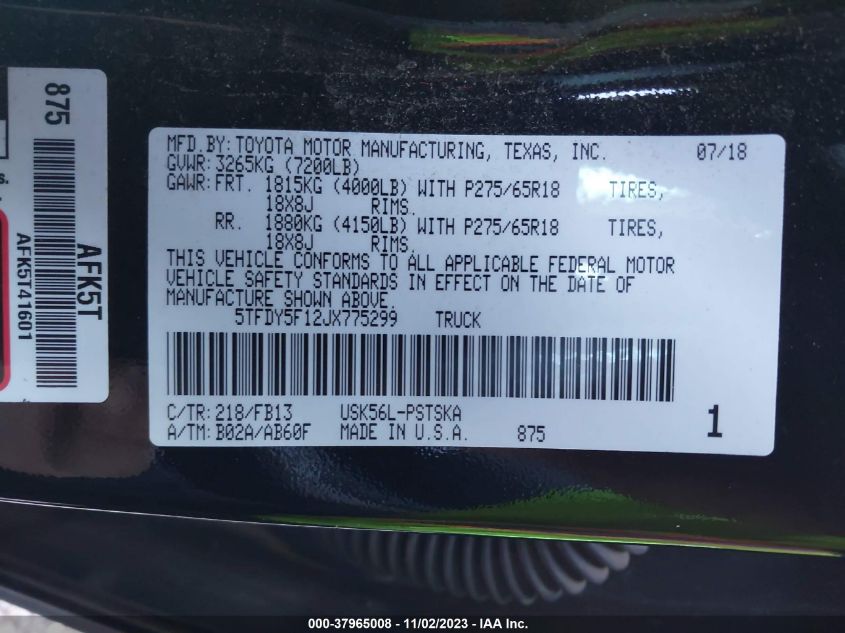 875
s.
AFK5T
AFK5T41601
MFD.BY:TOYOTA MOTOR MANUFACTURING, TEXAS, INC. 07/18
GVWR:3265KG (7200LB)
GAWR:FRT. 1815KG (4000LB) WITH P275/65R18 TIRES,
18X8J RIMS.
RR. 1880KG (4150LB) WITH P275/65R18 TIRES,
18X8J RIMS.
THIS VEHICLE CONFORMS TO ALL APPLICABLE FEDERAL MOTOR
VEHICLE SAFETY STANDARDS IN EFFECT ON THE DATE OF
MANUFACTURE SHOWN ABOVE.
5TFDY5F12JX775299 TRUCK
C/TR:218/FB13 USK56L-PSTSKA
A/TM:B02A/AB60F MADE IN U.S.A. 875 1
000-37965008 - 11/02/2023 - IAA Inc.